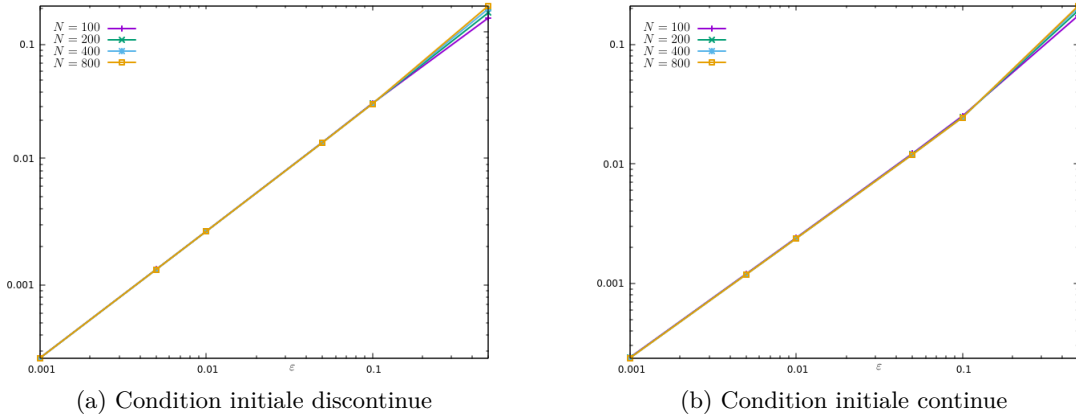 N = 100
N = 200
N = 400
N = 800
0.1
0.01
0.001
0.001 0.01 0.1
ε
(a) Condition initiale discontinue
N = 100
N = 200
N = 400
N = 800
0.1
0.01
0.001
0.001 0.01 0.1
ε
(b) Condition initiale continue